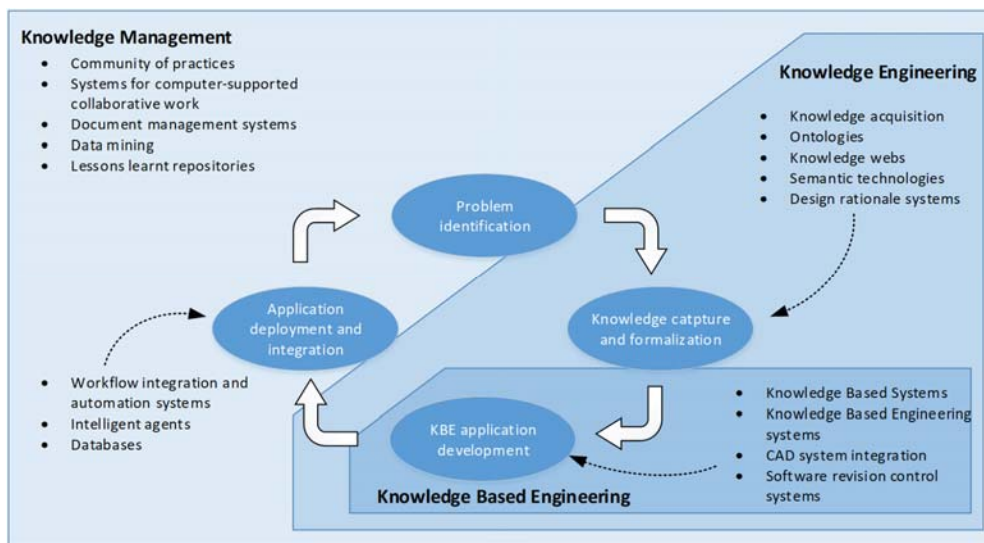 Knowledge Management
• Community of practices
• Systems for computer-supported
collaborative work
• Document management systems
• Data mining
• Lessons learnt repositories
Knowledge Engineering
• Knowledge acquisition
• Ontologies
• Knowledge webs
• Semantic technologies
• Design rationale systems
Problem
identification
Application
deployment and
integration
Knowledge catpture
and formalization
• Workflow integration and
automation systems
• Intelligent agents
• Databases
KBE application
development
• Knowledge Based Systems
• Knowledge Based Engineering
systems
• CAD system integration
• Software revision control
systems
Knowledge Based Engineering